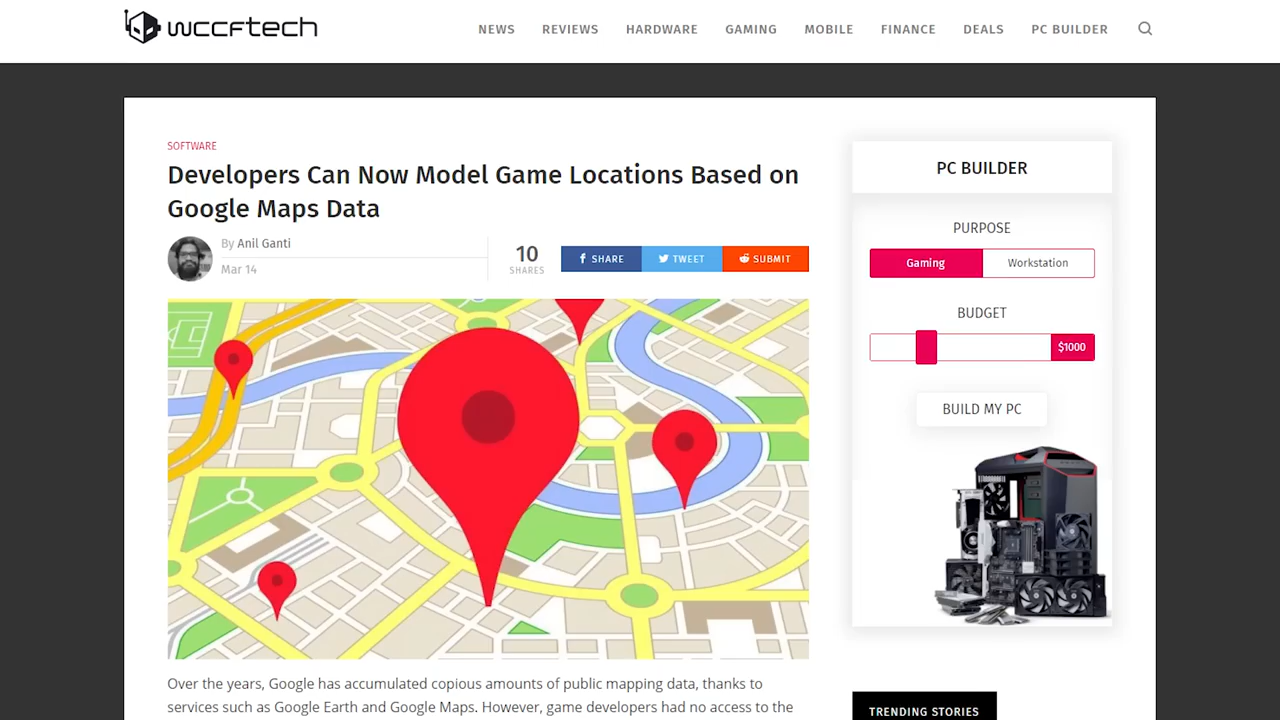 wccftech
NEWS REVIEWS HARDWARE GAMING MOBILE FINANCE DEALS PC BUILDER
SOFTWARE
Developers Can Now Model Game Locations Based on
Google Maps Data
By Anil Ganti
Mar 14
10
SHARES
SHARE
TWEET
SUBMIT
Over the years, Google has accumulated copious amounts of public mapping data, thanks to
services such as Google Earth and Google Maps. However, game developers had no access to the
PC BUILDER
PURPOSE
Gaming Workstation
BUDGET
$1000
BUILD MY PC
TRENDING STORIES